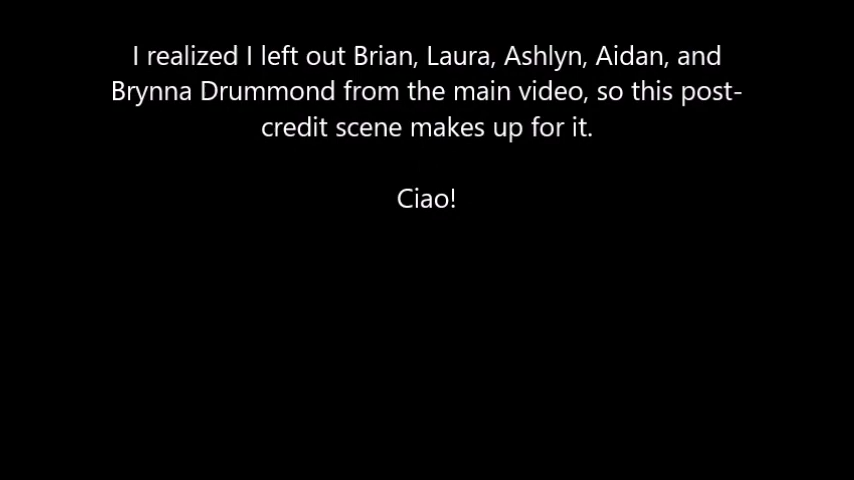 I realized I left out Brian, Laura, Ashlyn, Aidan, and
Brynna Drummond from the main video, so this post-
credit scene makes up for it.
Ciao!